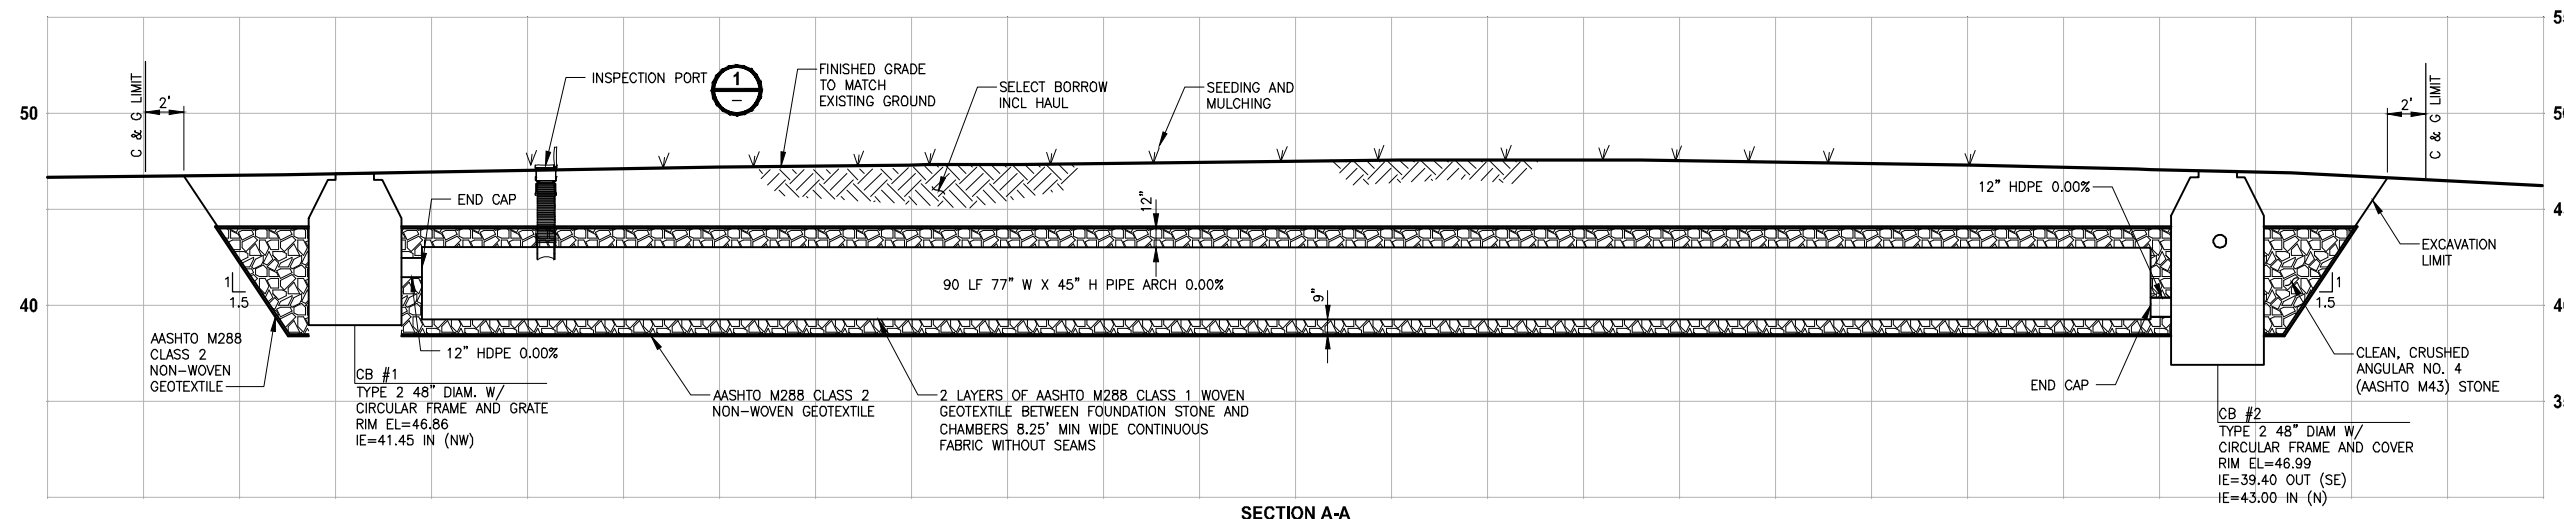 50
40
C & G LIMIT
2'
INSPECTION PORT
1
–
FINISHED GRADE
TO MATCH
EXISTING GROUND
SELECT BORROW
INCL HAUL
SEEDING AND
MULCHING
2'
C & G LIMIT
END CAP
12"
12" HDPE 0.00%
EXCAVATION
LIMIT
1
1.5
90 LF 77" W X 45" H PIPE ARCH 0.00%
9"
1
1.5
AASHTO M288
CLASS 2
NON-WOVEN
GEOTEXTILE
12" HDPE 0.00%
CB #1
TYPE 2 48" DIAM. W/
CIRCULAR FRAME AND GRATE
RIM EL=46.86
IE=41.45 IN (NW)
AASHTO M288 CLASS 2
NON-WOVEN GEOTEXTILE
2 LAYERS OF AASHTO M288 CLASS 1 WOVEN
GEOTEXTILE BETWEEN FOUNDATION STONE AND
CHAMBERS 8.25' MIN WIDE CONTINUOUS
FABRIC WITHOUT SEAMS
END CAP
CLEAN, CRUSHED
ANGULAR NO. 4
(AASHTO M43) STONE
CB #2
TYPE 2 48" DIAM W/
CIRCULAR FRAME AND COVER
RIM EL=46.99
IE=39.40 OUT (SE)
IE=43.00 IN (N)
SECTION A-A